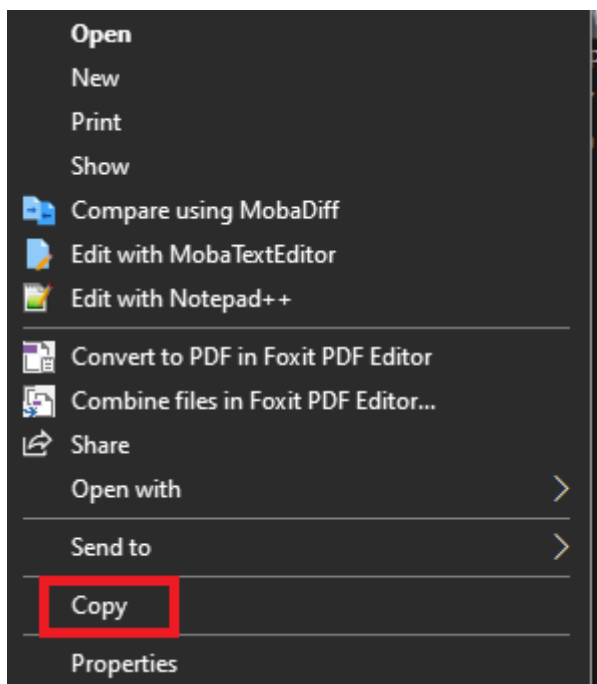 Open
New
Print
Show
Compare using MobaDiff
Edit with MobaTextEditor
Edit with Notepad++
Convert to PDF in Foxit PDF Editor
Combine files in Foxit PDF Editor...
Share
Open with
Send to
Copy
Properties